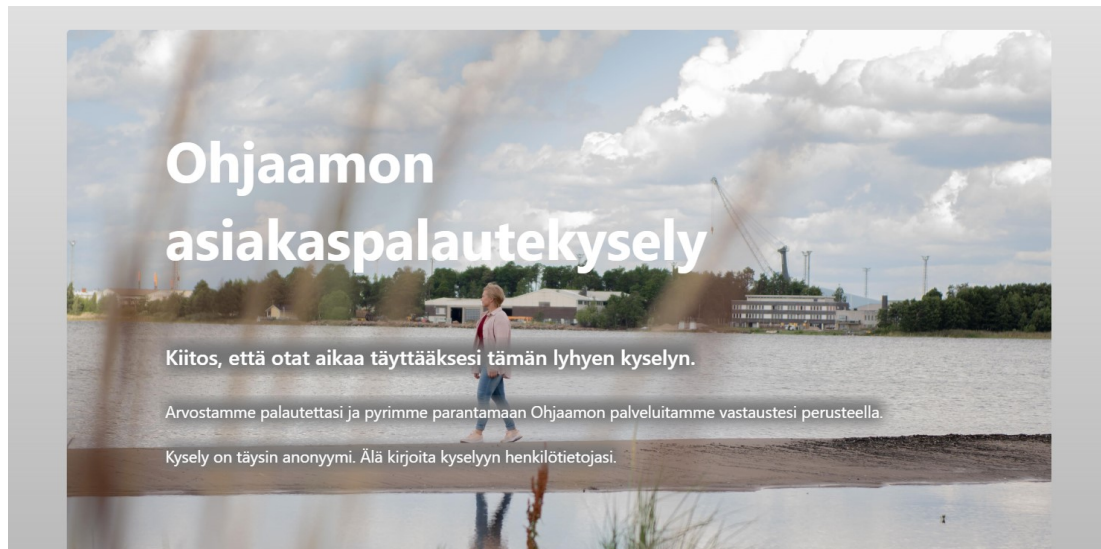 Ohjaamon
asiakaspalautekysely
Kiitos, että otat aikaa täyttääksesi tämän lyhyen kyselyn.
Arvostamme palautettasi ja pyrimme parantamaan Ohjaamon palveluitamme vastaustesi perusteella.
Kysely on täysin anonyymi. Älä kirjoita kyselyyn henkilötietojasi.